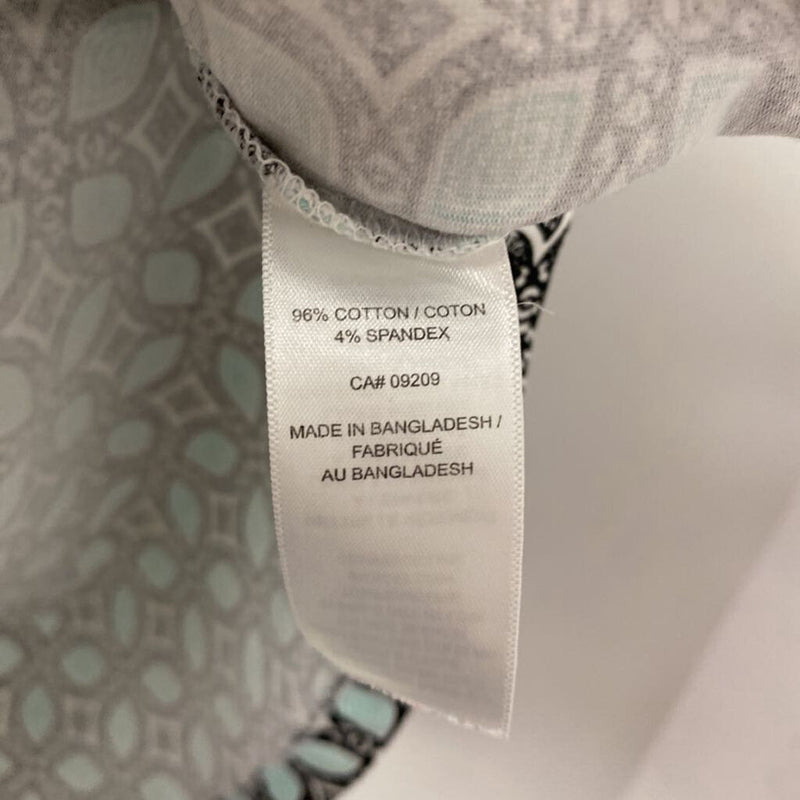 96% COTTON / COTON
4% SPANDEX
CA# 09209
MADE IN BANGLADESH /
FABRIQUÉ
AU BANGLADESH